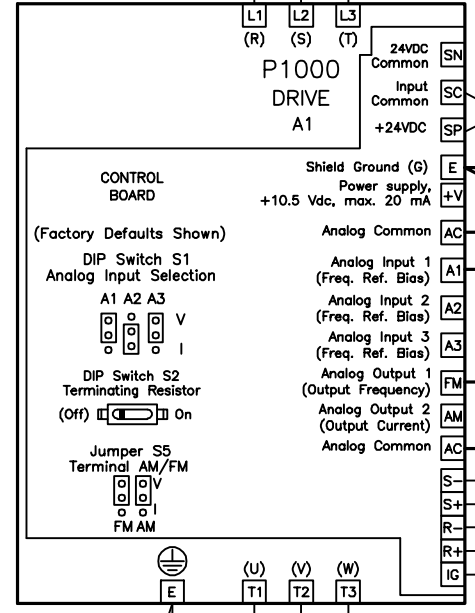 L1 L2 L3
(R) (S) (T)
P1000
DRIVE
A1
24VDC
Common
SN
Input
Common
SC
+24VDC
SP
Shield Ground (G)
E
Power supply,
+10.5 Vdc, max. 20 mA
+V
Analog Common
AC
Analog Input 1
(Freq. Ref. Bias)
A1
Analog Input 2
(Freq. Ref. Bias)
A2
Analog Input 3
(Freq. Ref. Bias)
A3
Analog Output 1
(Output Frequency)
FM
Analog Output 2
(Output Current)
AM
Analog Common
AC
S-
S+
R-
R+
IG
CONTROL
BOARD
(Factory Defaults Shown)
DIP Switch S1
Analog Input Selection
A1 A2 A3
V
I
DIP Switch S2
Terminating Resistor
(Off) On
Jumper S5
Terminal AM/FM
V
I
FM AM
(U) (V) (W)
E T1 T2 T3